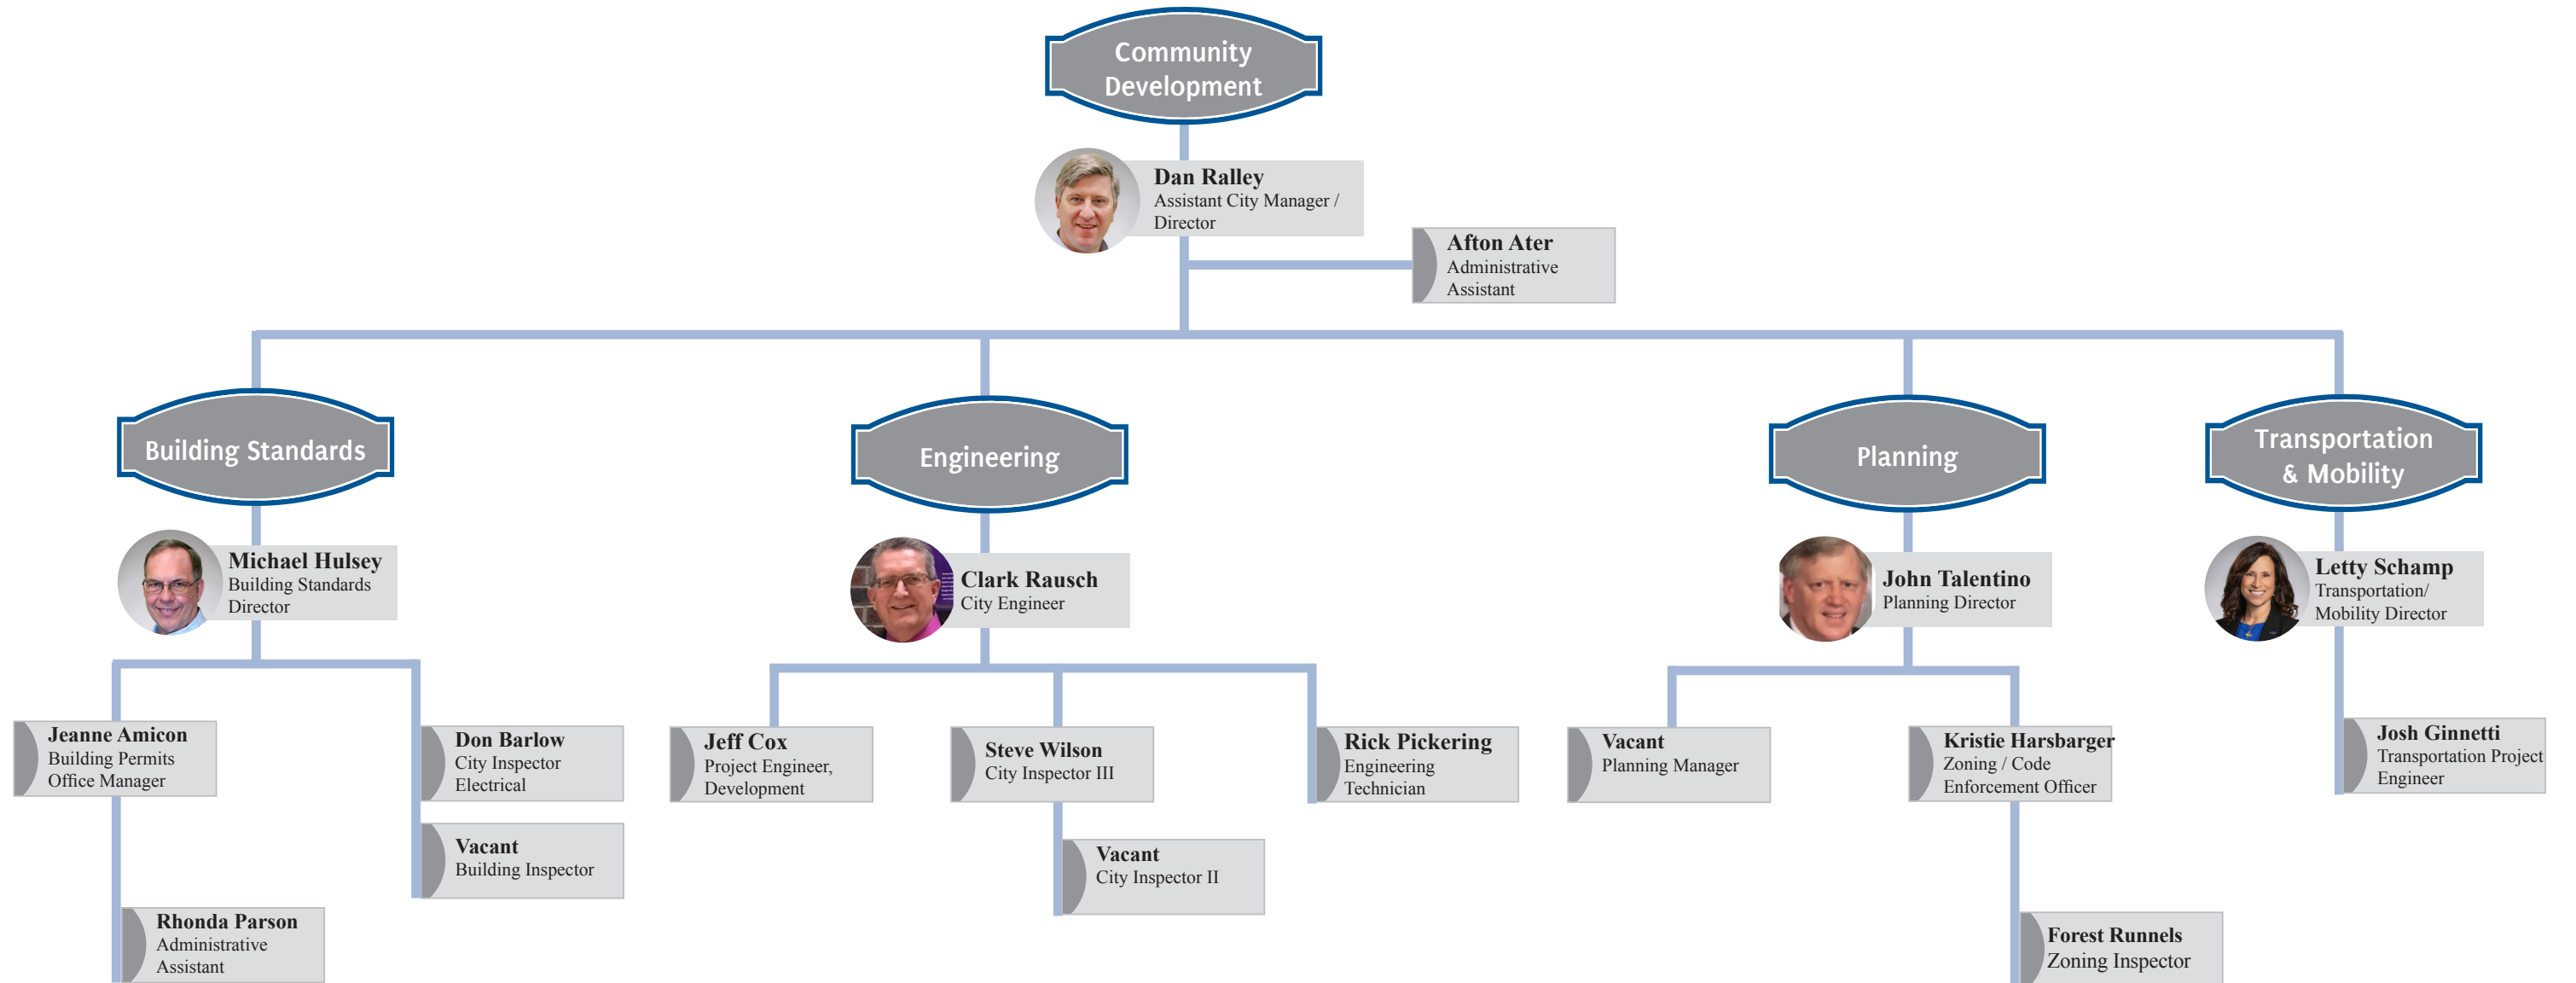 Community
Development
Dan Ralley
Assistant City Manager /
Director
Afton Ater
Administrative
Assistant
Building Standards
Engineering
Planning
Transportation
& Mobility
Michael Hulsey
Building Standards
Director
Clark Rausch
City Engineer
John Talentino
Planning Director
Letty Schamp
Transportation/
Mobility Director
Jeanne Amicon
Building Permits
Office Manager
Don Barlow
City Inspector
Electrical
Jeff Cox
Project Engineer,
Development
Steve Wilson
City Inspector III
Rick Pickering
Engineering
Technician
Vacant
Planning Manager
Kristie Harsbarger
Zoning / Code
Enforcement Officer
Josh Ginnetti
Transportation Project
Engineer
Vacant
Building Inspector
Vacant
City Inspector II
Rhonda Parson
Administrative
Assistant
Forest Runnels
Zoning Inspector